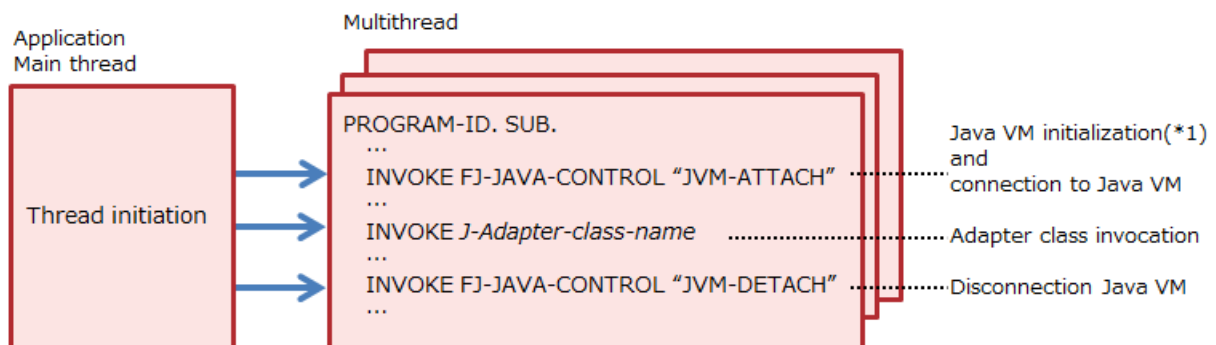 Application
Main thread
Multithread
Thread initiation
PROGRAM-ID. SUB.
...
INVOKE FJ-JAVA-CONTROL “JVM-ATTACH”
...
INVOKE J-Adapter-class-name
...
INVOKE FJ-JAVA-CONTROL “JVM-DETACH”
...
Java VM initialization(*1)
and
connection to Java VM
Adapter class invocation
Disconnection Java VM